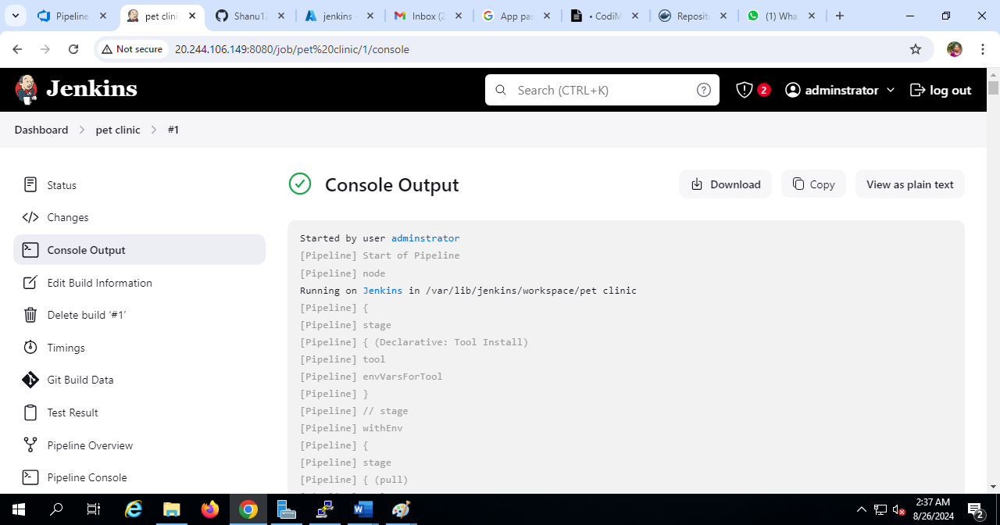 Pipeline
pet clini
Shanu12
jenkins -
Inbox (2
App pas
• CodiM
Reposit
(1) Wha
Not secure
20.244.106.149:8080/job/pet%20clinic/1/console
Jenkins
Search (CTRL+K)
?
2
adminstrator
log out
Dashboard
pet clinic
#1
Status
Changes
Console Output
Edit Build Information
Delete build ‘#1’
Timings
Git Build Data
Test Result
Pipeline Overview
Pipeline Console
Console Output
Download
Copy
View as plain text
Started by user adminstrator
[Pipeline] Start of Pipeline
[Pipeline] node
Running on Jenkins in /var/lib/jenkins/workspace/pet clinic
[Pipeline] {
[Pipeline] stage
[Pipeline] { (Declarative: Tool Install)
[Pipeline] tool
[Pipeline] envVarsForTool
[Pipeline] }
[Pipeline] // stage
[Pipeline] withEnv
[Pipeline] {
[Pipeline] stage
[Pipeline] { (pull)
2:37 AM
8/26/2024
2